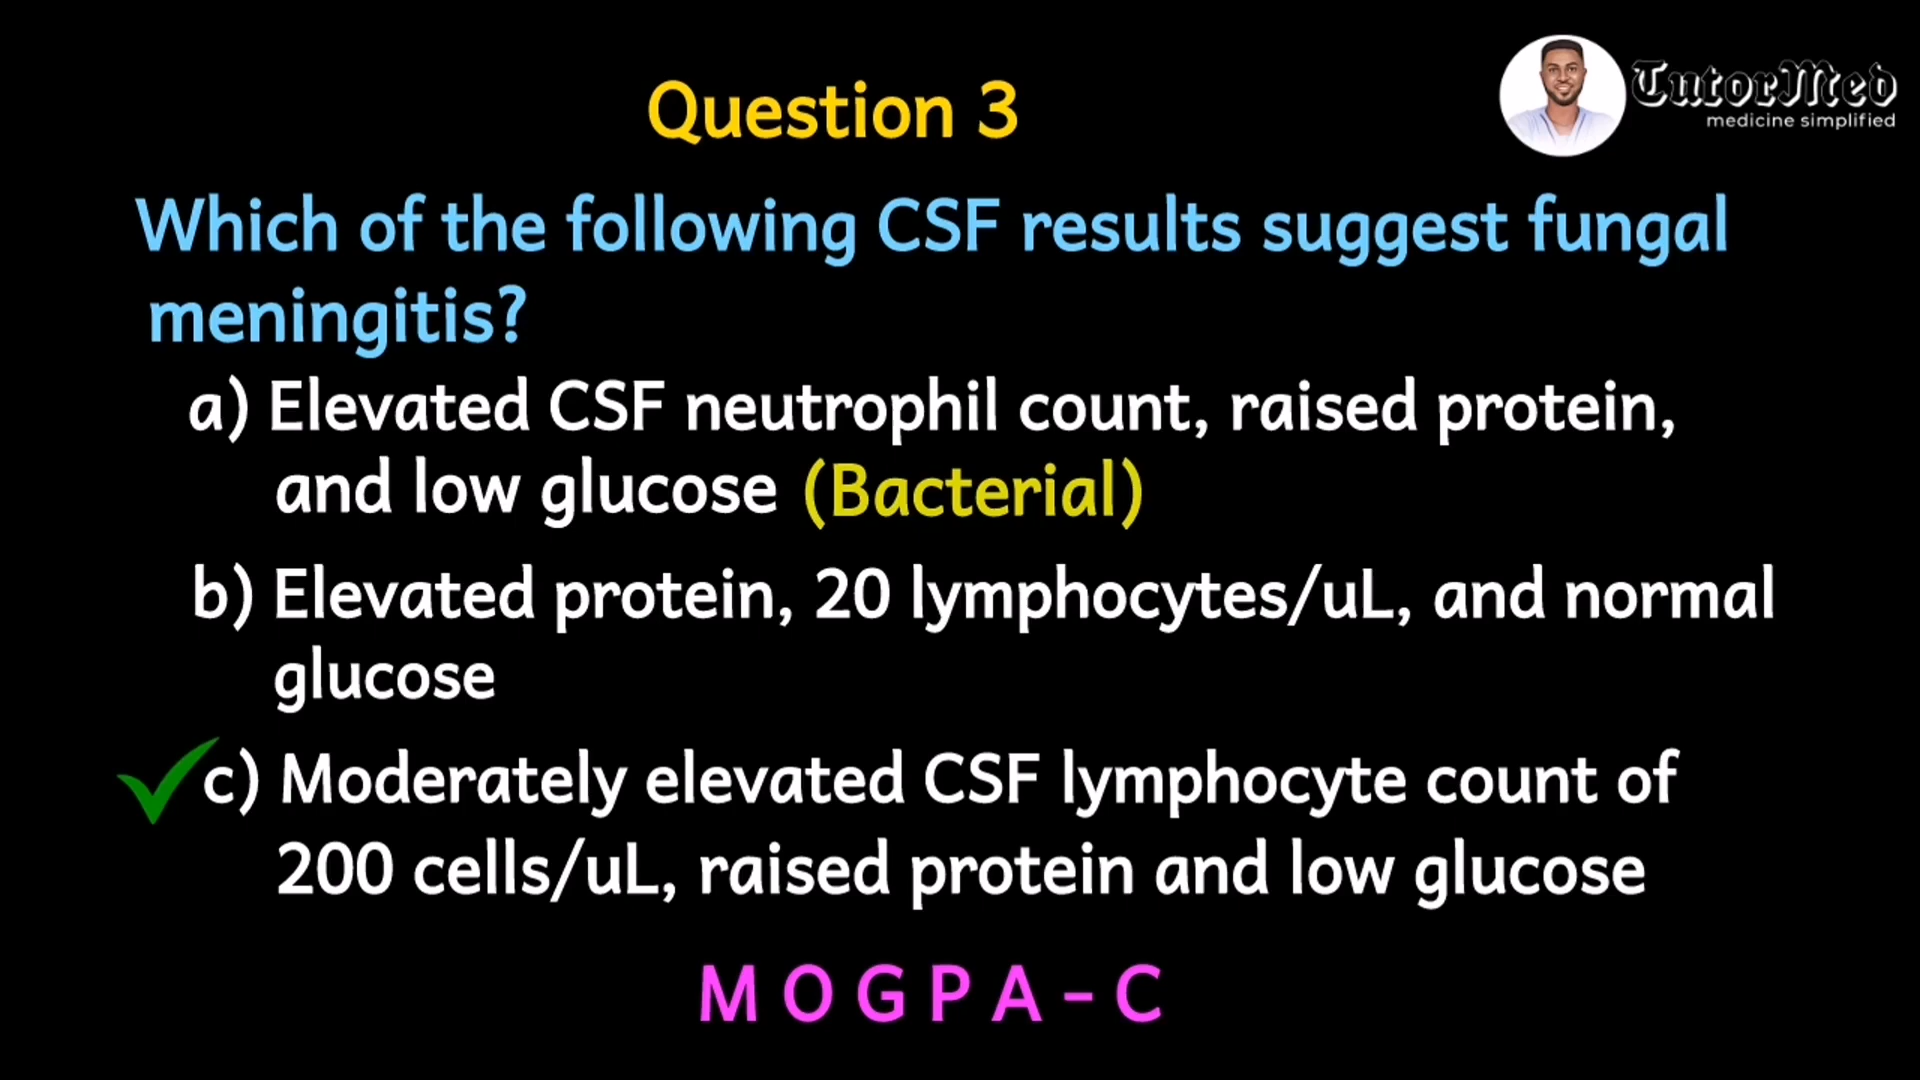 Question 3
TutorMed
medicine simplified
Which of the following CSF results suggest fungal
meningitis?
a) Elevated CSF neutrophil count, raised protein,
and low glucose (Bacterial)
b) Elevated protein, 20 lymphocytes/uL, and normal
glucose
c) Moderately elevated CSF lymphocyte count of
200 cells/uL, raised protein and low glucose
M O G P A - C